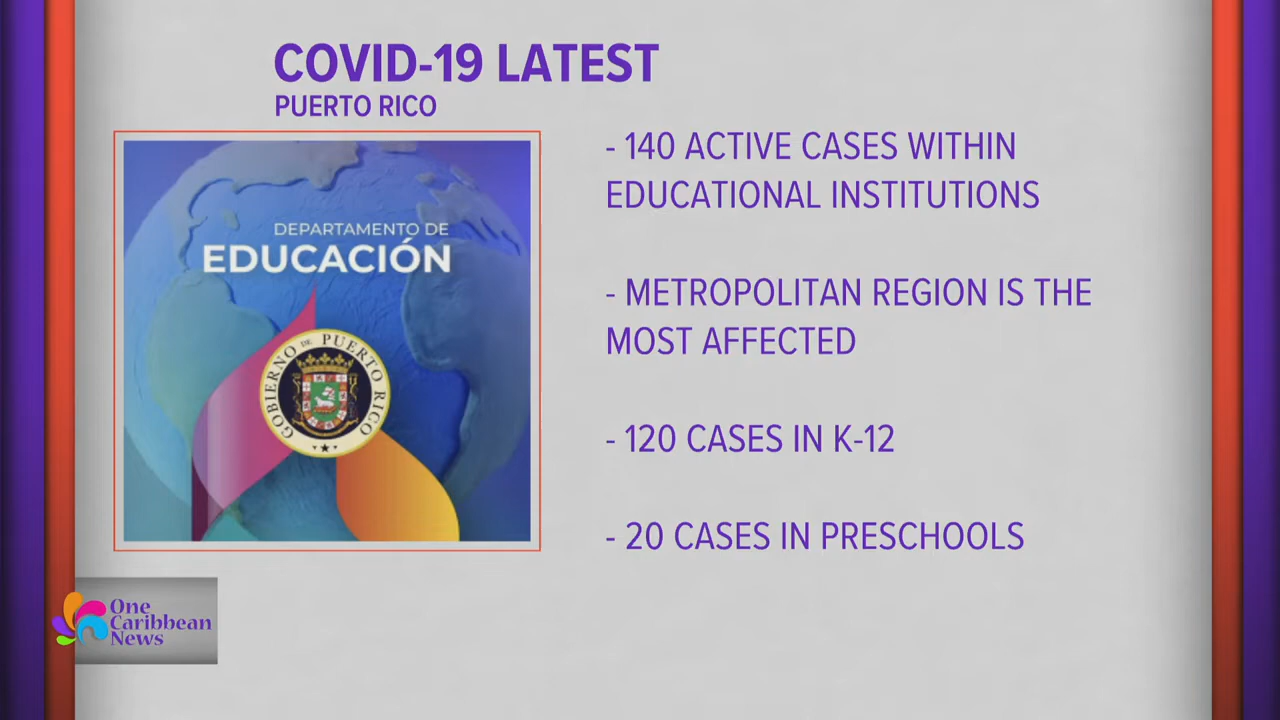 COVID-19 LATEST
PUERTO RICO
DEPARTAMENTO DE
EDUCACIÓN
GOBIERNO DE PUERTO RICO
- 140 ACTIVE CASES WITHIN
EDUCATIONAL INSTITUTIONS
- METROPOLITAN REGION IS THE
MOST AFFECTED
- 120 CASES IN K-12
- 20 CASES IN PRESCHOOLS
One
Caribbean
News